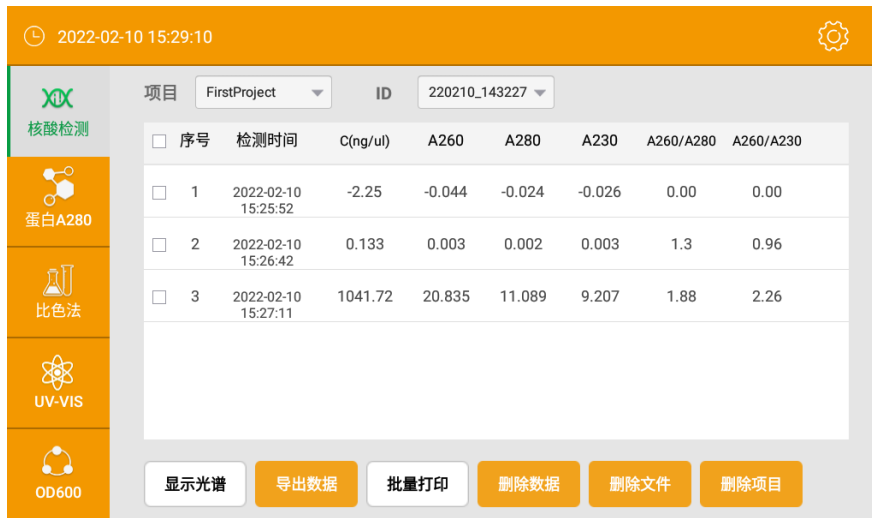 2022-02-10 15:29:10
核酸检测
蛋白A280
比色法
UV-VIS
OD600
项目 FirstProject ID 220210_143227
序号 检测时间 C(ng/ul) A260 A280 A230 A260/A280 A260/A230
1 2022-02-10 15:25:52 -2.25 -0.044 -0.024 -0.026 0.00 0.00
2 2022-02-10 15:26:42 0.133 0.003 0.002 0.003 1.3 0.96
3 2022-02-10 15:27:11 1041.72 20.835 11.089 9.207 1.88 2.26
显示光谱 导出数据 批量打印 删除数据 删除文件 删除项目